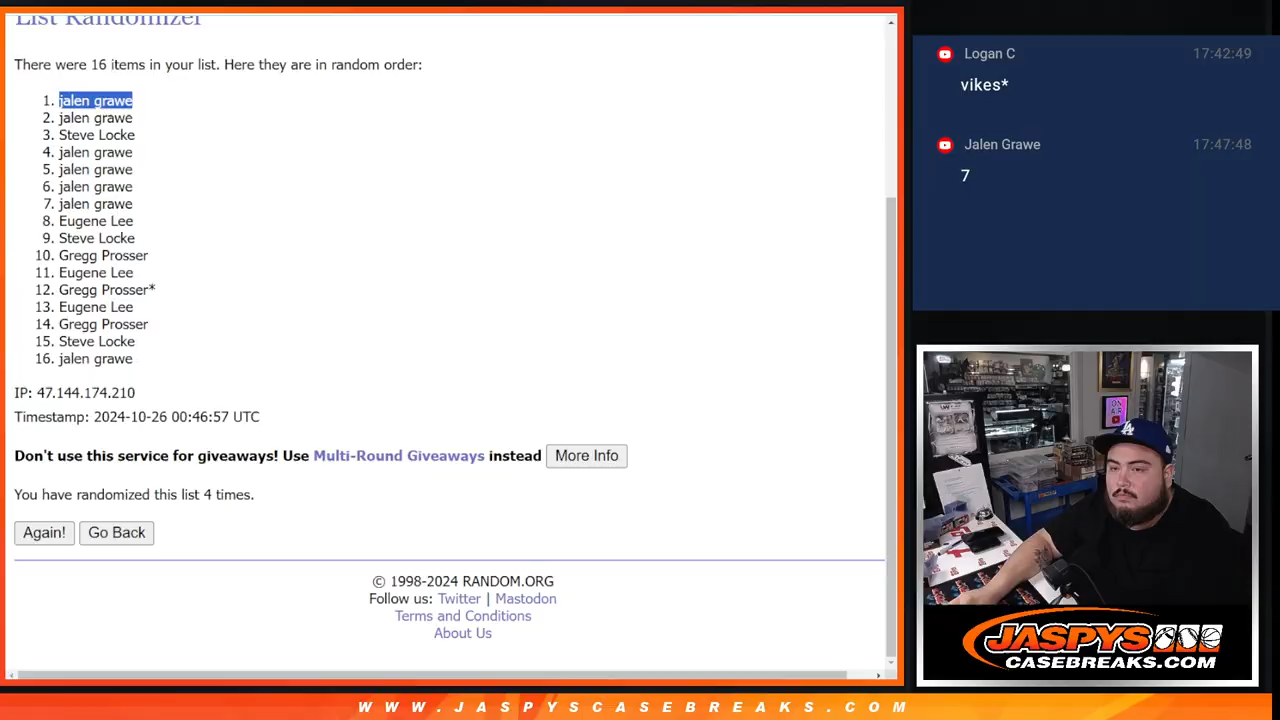 List Randomizer
There were 16 items in your list. Here they are in random order:
1. jalen grawe
2. jalen grawe
3. Steve Locke
4. jalen grawe
5. jalen grawe
6. jalen grawe
7. jalen grawe
8. Eugene Lee
9. Steve Locke
10. Gregg Prosser
11. Eugene Lee
12. Gregg Prosser*
13. Eugene Lee
14. Gregg Prosser
15. Steve Locke
16. jalen grawe
IP: 47.144.174.210
Timestamp: 2024-10-26 00:46:57 UTC
Don't use this service for giveaways! Use Multi-Round Giveaways instead More Info
You have randomized this list 4 times.
Again! Go Back
© 1998-2024 RANDOM.ORG
Follow us: Twitter | Mastodon
Terms and Conditions
About Us
Logan C 17:42:49
vikes*
Jalen Grawe 17:47:48
7
ON AIR
LA
JASPYS
CASEBREAKS.COM
WWW.JASPYSCASEBREAKS.COM